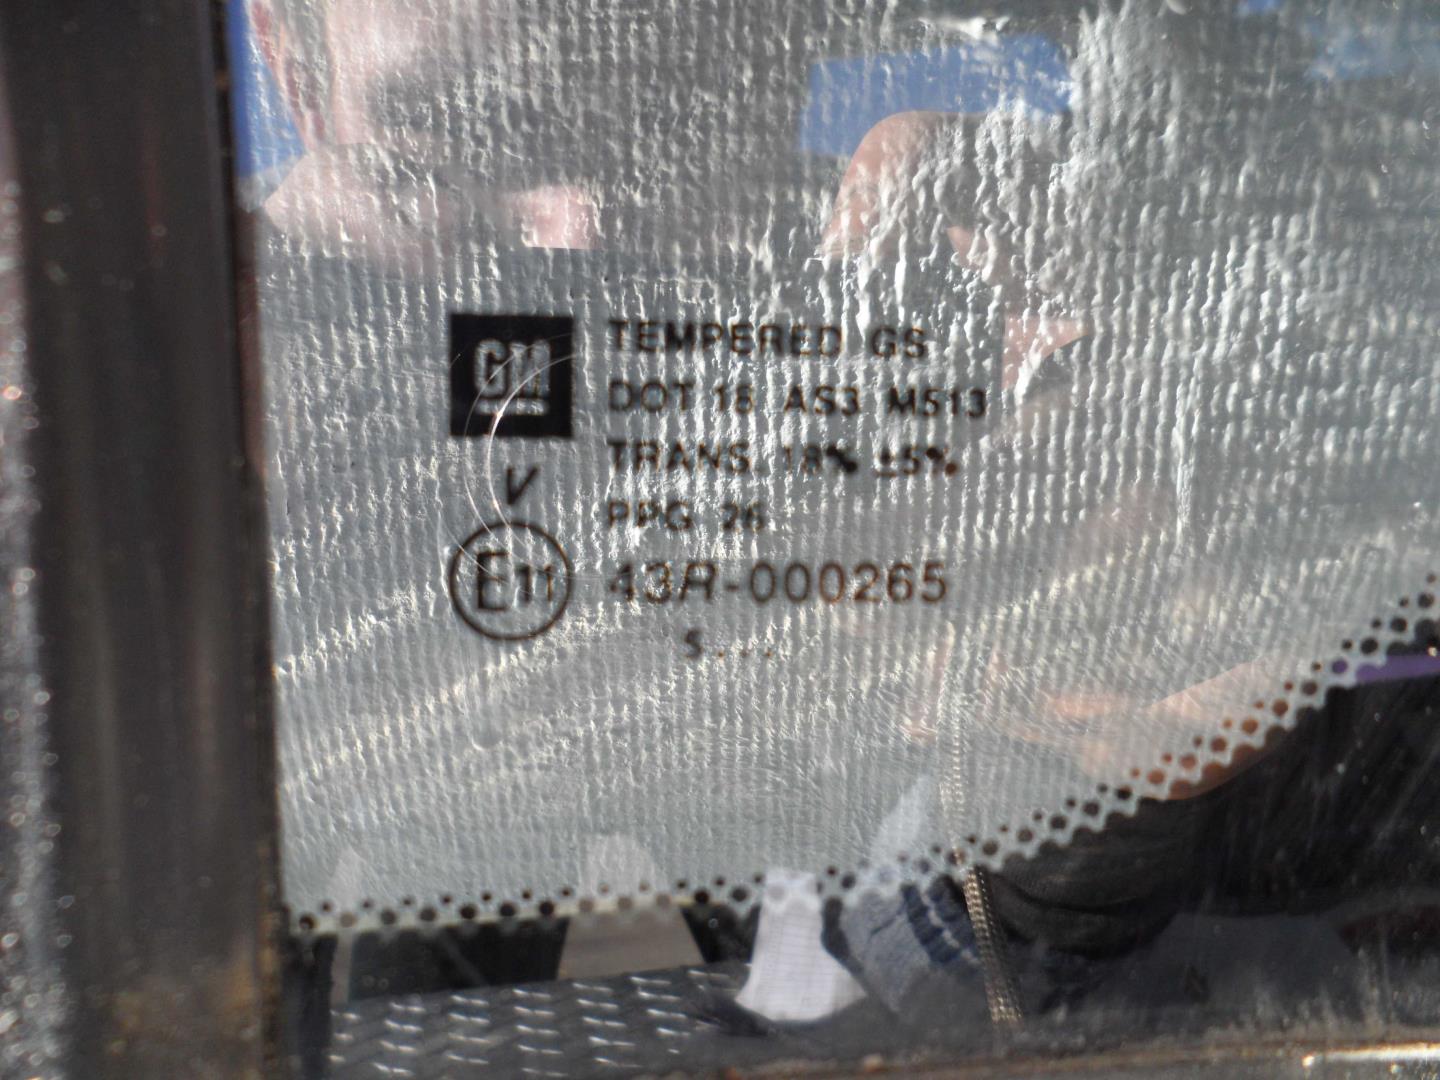 GM
TEMPERED GS
DOT 18 AS3 M513
TRANS. 18% ±5%
V
PPG 26
E11 43R-000265
S...